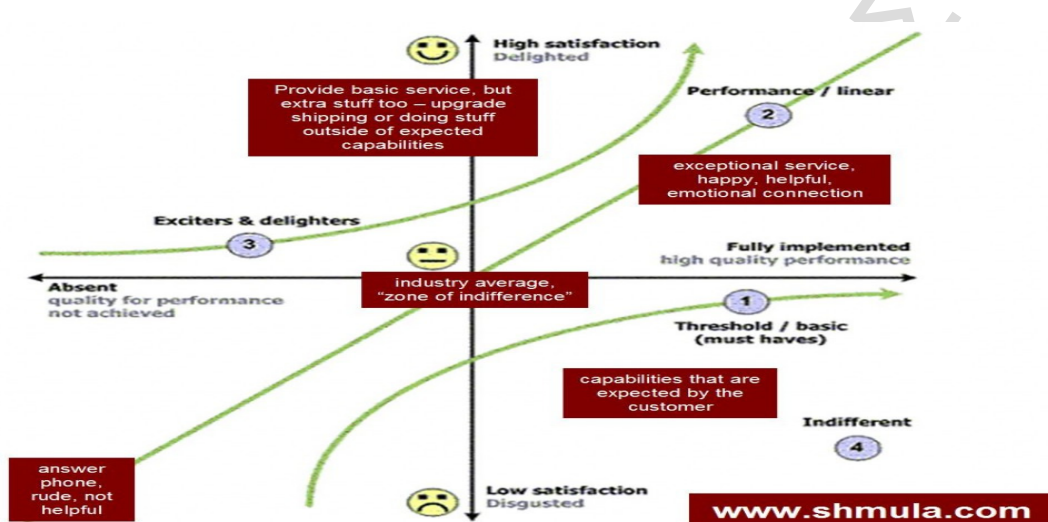 High satisfaction
Delighted
Provide basic service, but
extra stuff too – upgrade
shipping or doing stuff
outside of expected
capabilities
Performance / linear
2
exceptional service,
happy, helpful,
emotional connection
Exciters & delighters
3
Fully implemented
high quality performance
Absent
quality for performance
not achieved
industry average,
"zone of indifference"
1
Threshold / basic
(must haves)
capabilities that are
expected by the
customer
Indifferent
4
answer
phone,
rude, not
helpful
Low satisfaction
Disgusted
www.shmula.com